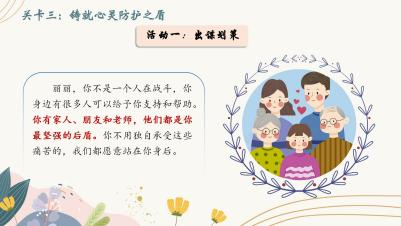 关卡三：铸就心灵防护之盾
活动一：出谋划策
丽丽，你不是一个人在战斗，你
身边有很多人可以给予你支持和帮助。
你有家人、朋友和老师，他们都是你
最坚强的后盾。你不用独自承受这些
痛苦的，我们都愿意站在你身后。